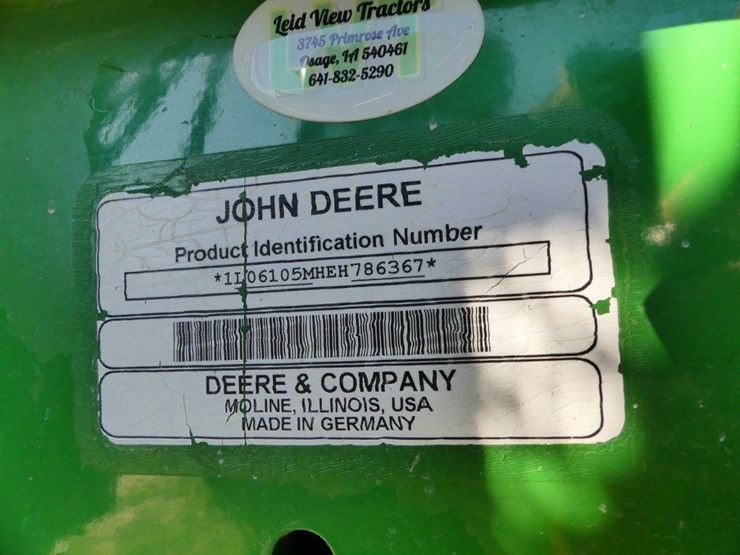 Leid View Tractors
3745 Primrose Ave
Osage, IA 540461
641-832-5290
JOHN DEERE
Product Identification Number
*1L06105MHEH786367*
DEERE & COMPANY
MOLINE, ILLINOIS, USA
MADE IN GERMANY